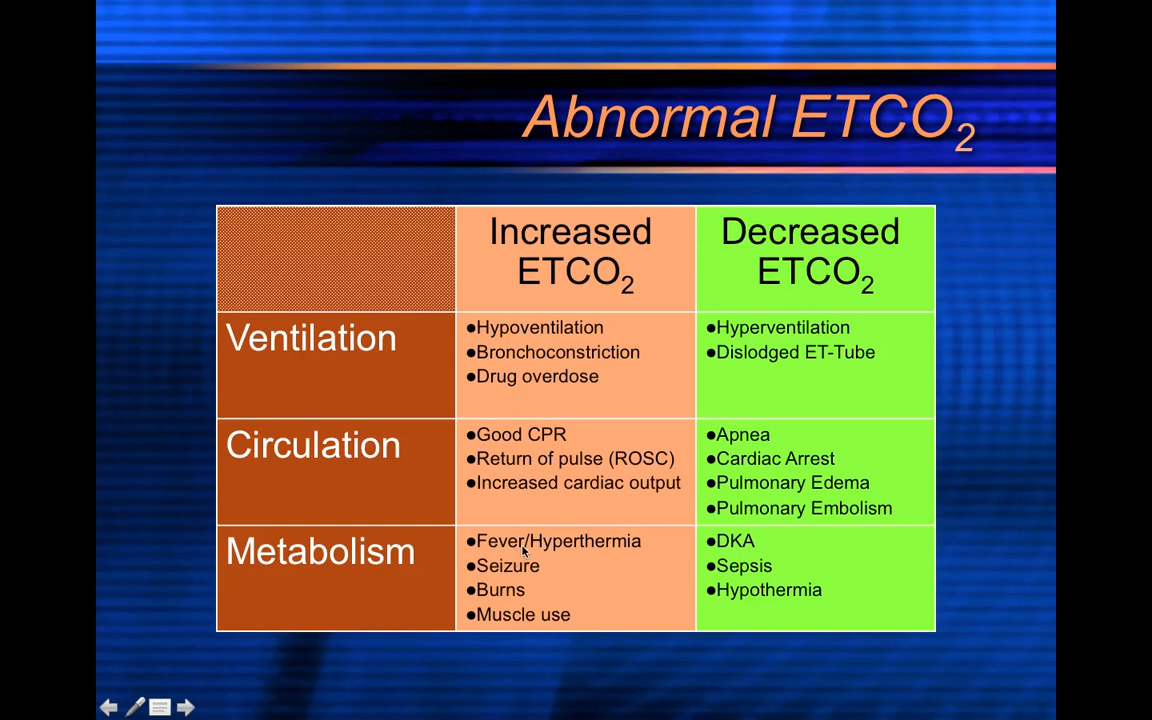 Abnormal ETCO2
Increased
ETCO2
Decreased
ETCO2
Ventilation
●Hypoventilation
●Bronchoconstriction
●Drug overdose
●Hyperventilation
●Dislodged ET-Tube
Circulation
●Good CPR
●Return of pulse (ROSC)
●Increased cardiac output
●Apnea
●Cardiac Arrest
●Pulmonary Edema
●Pulmonary Embolism
Metabolism
●Fever/Hyperthermia
●Seizure
●Burns
●Muscle use
●DKA
●Sepsis
●Hypothermia